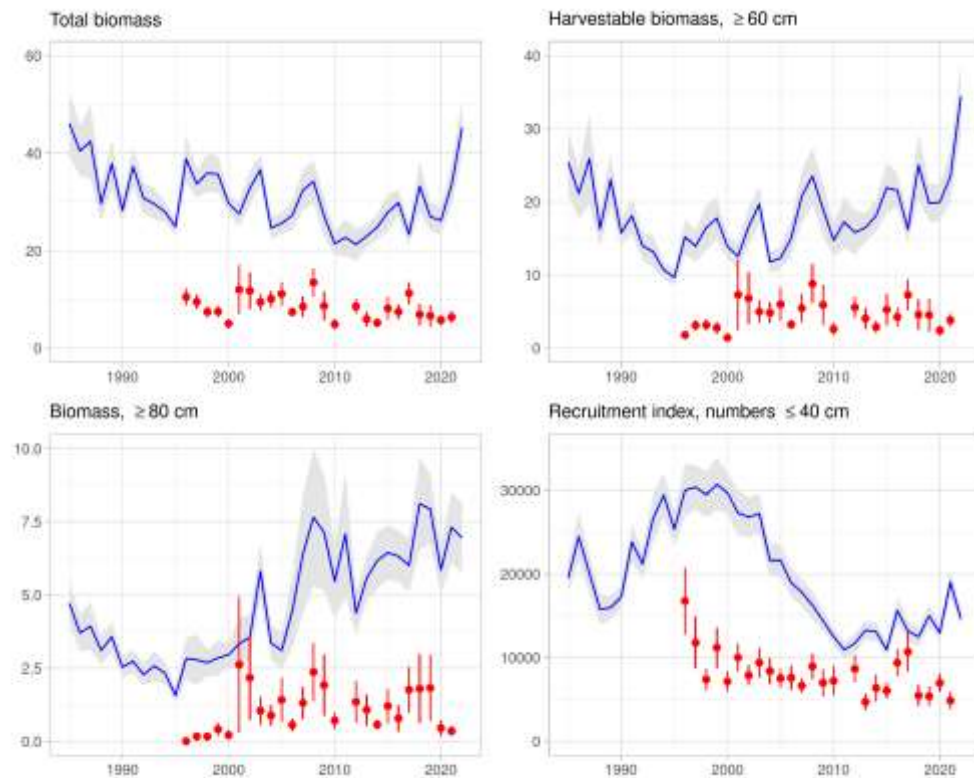 Total biomass
60
40
20
0
1990 2000 2010 2020
Harvestable biomass, ≥ 60 cm
40
30
20
10
0
1990 2000 2010 2020
Biomass, ≥ 80 cm
10.0
7.5
5.0
2.5
0.0
1990 2000 2010 2020
Recruitment index, numbers ≤ 40 cm
30000
20000
10000
0
1990 2000 2010 2020